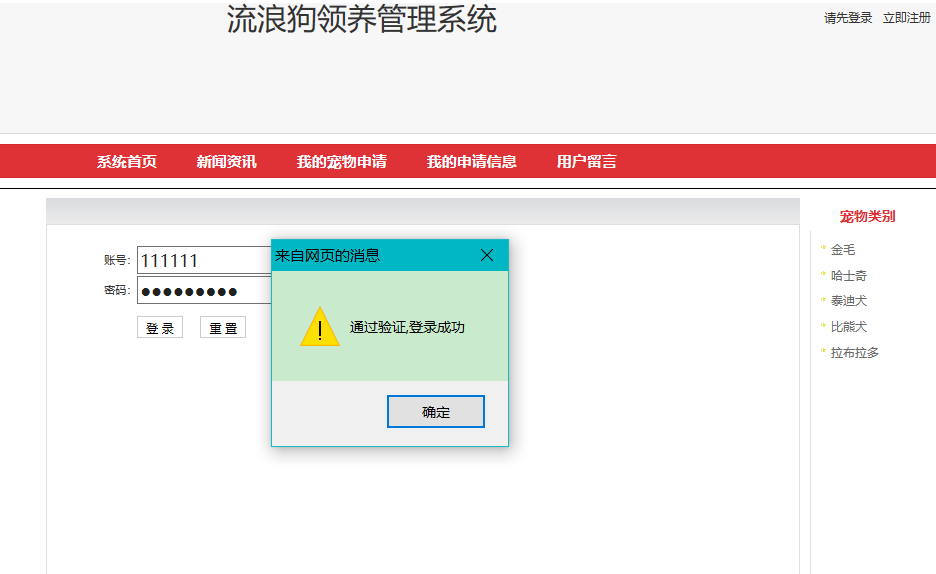 流浪狗领养管理系统
请先登录 立即注册
系统首页 新闻资讯 我的宠物申请 我的申请信息 用户留言
宠物类别
金毛
哈士奇
泰迪犬
比熊犬
拉布拉多
账号: 111111
密码: ●●●●●●●●●
登 录 重 置
来自网页的消息
通过验证,登录成功
确定